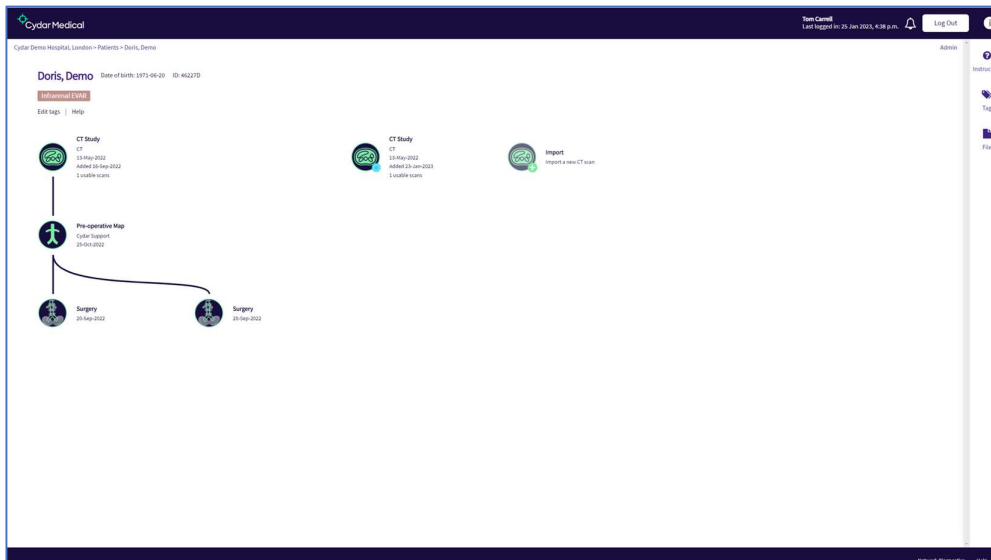 Cydar Medical
Tom Carrell
Last logged in: 25 Jan 2023, 4:38 p.m.
Log Out
Cydar Demo Hospital, London > Patients > Doris, Demo
Admin
Doris, Demo Date of birth: 1971-06-20 ID: 46227D
Infrarenal EVAR
Edit tags | Help
CT Study
CT
13-May-2022
Added 16-Sep-2022
1 usable scans
CT Study
CT
13-May-2022
Added 23-Jan-2023
1 usable scans
Import
Import a new CT scan
Pre-operative Map
Cydar Support
25-Oct-2022
Surgery
20-Sep-2022
Surgery
20-Sep-2022
Instruc
Tag
File